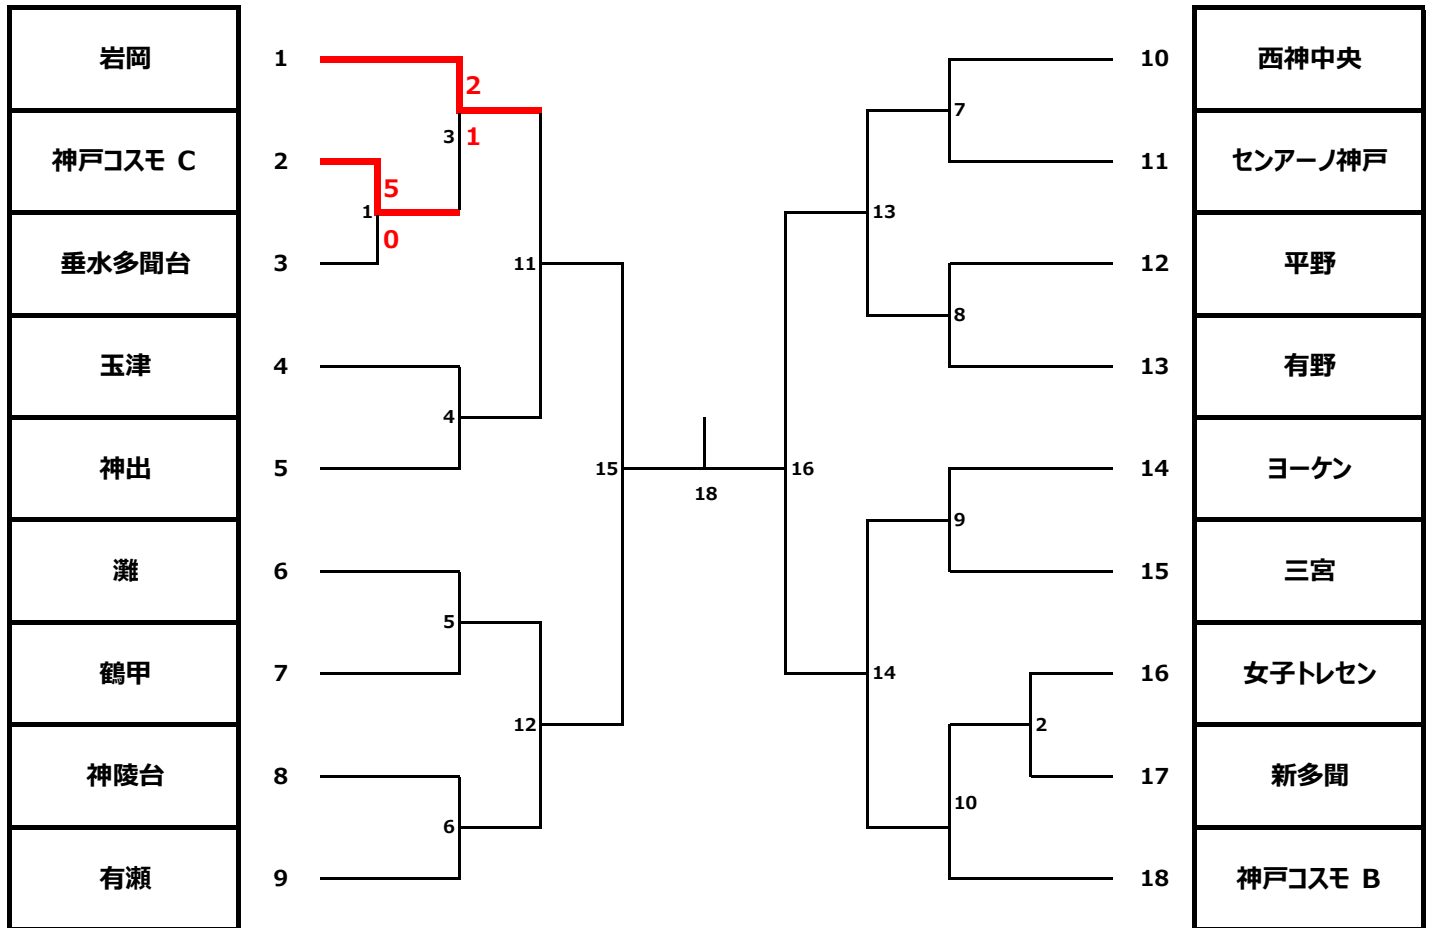 岩岡 1 2 10 西神中央
7
3 1
神戸コスモ C 2 5 11 センアーノ神戸
1 13
0
垂水多聞台 3 11 12 平野
8
玉津 4 13 有野
4
神出 5 15 16 14 ヨーケン
18
9
灘 6 15 三宮
5
鶴甲 7 14 16 女子トレセン
12 2
神陵台 8 17 新多聞
10
6
有瀬 9 18 神戸コスモ B